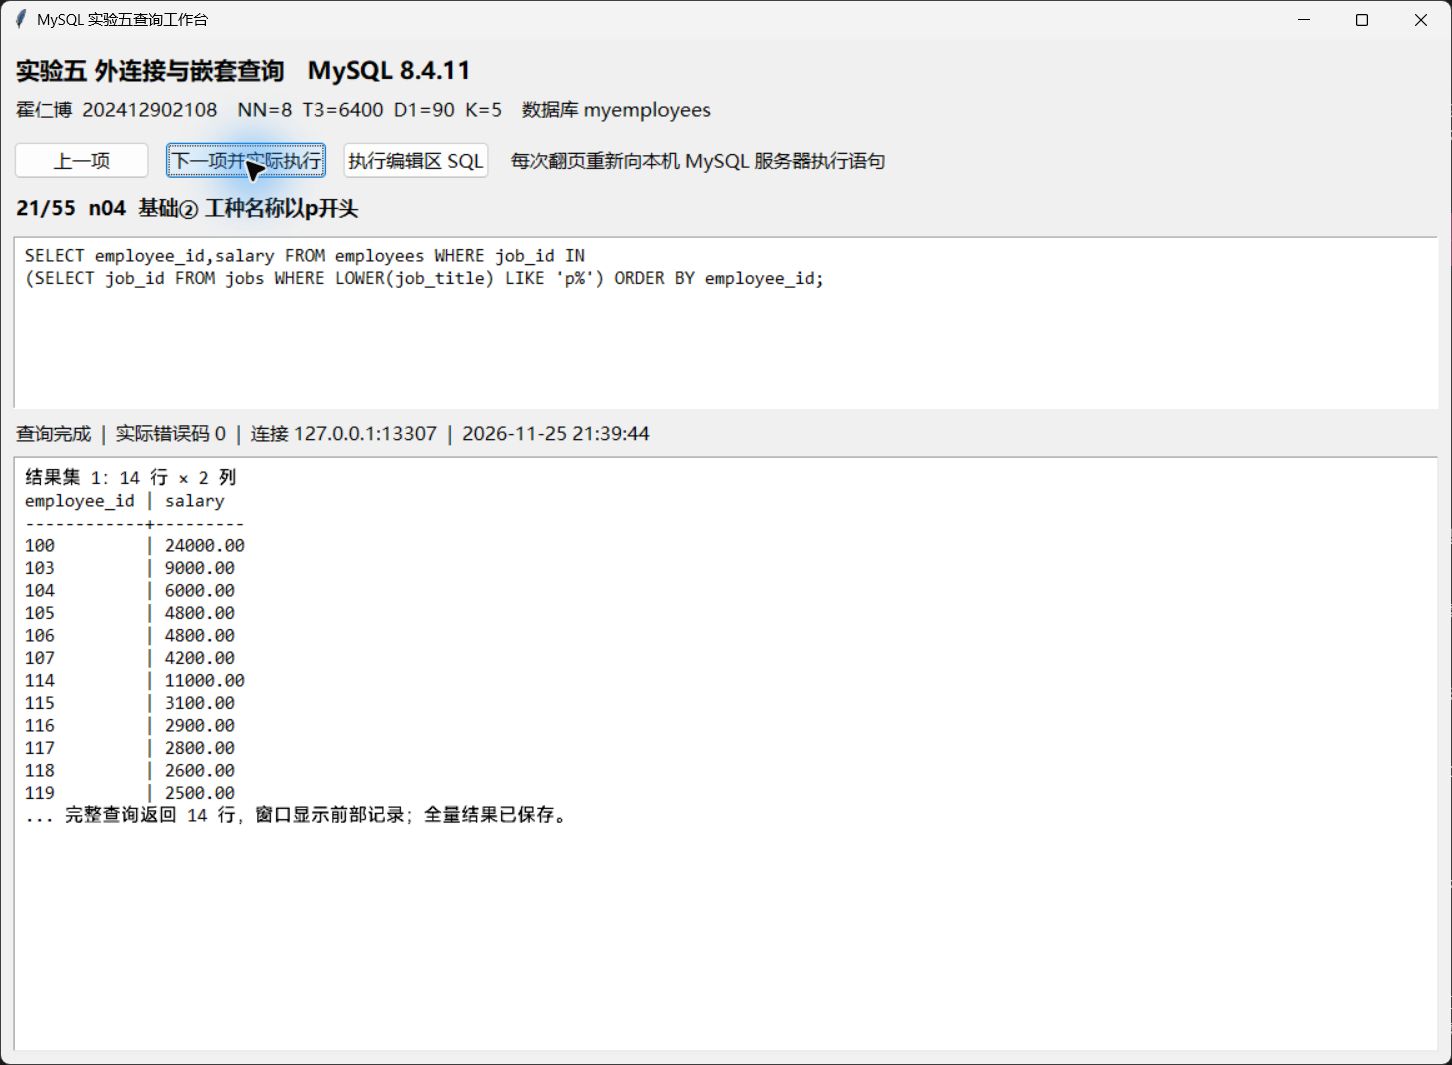 MySQL 实验五查询工作台
实验五 外连接与嵌套查询 MySQL 8.4.11
霍仁博 202412902108 NN=8 T3=6400 D1=90 K=5 数据库 myemployees
上一项 下一项并实际执行 执行编辑区 SQL 每次翻页重新向本机 MySQL 服务器执行语句
21/55 n04 基础② 工种名称以p开头
SELECT employee_id,salary FROM employees WHERE job_id IN
(SELECT job_id FROM jobs WHERE LOWER(job_title) LIKE 'p%') ORDER BY employee_id;
查询完成 | 实际错误码 0 | 连接 127.0.0.1:13307 | 2026-11-25 21:39:44
结果集 1: 14 行 × 2 列
employee_id | salary
------------+---------
100 | 24000.00
103 | 9000.00
104 | 6000.00
105 | 4800.00
106 | 4800.00
107 | 4200.00
114 | 11000.00
115 | 3100.00
116 | 2900.00
117 | 2800.00
118 | 2600.00
119 | 2500.00
... 完整查询返回 14 行，窗口显示前部记录；全量结果已保存。